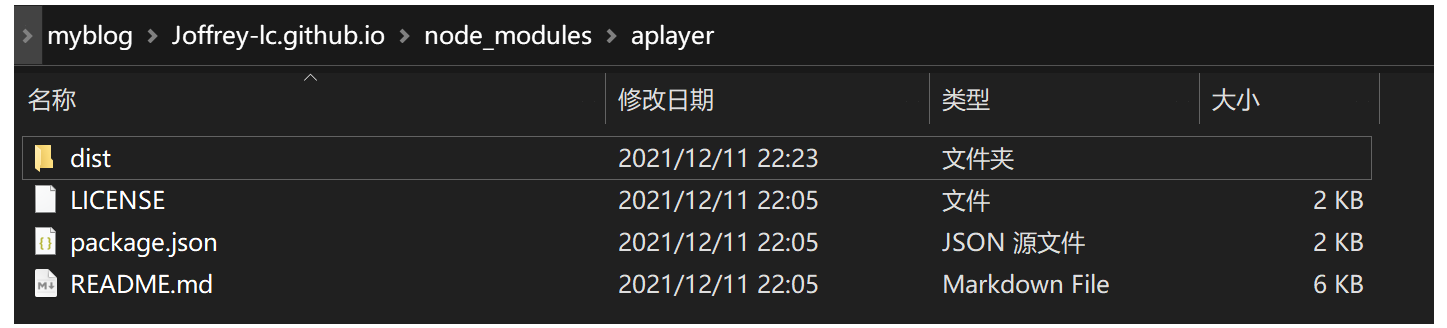 myblog > Joffrey-lc.github.io > node_modules > aplayer
名称 修改日期 类型 大小
dist 2021/12/11 22:23 文件夹
LICENSE 2021/12/11 22:05 文件 2 KB
package.json 2021/12/11 22:05 JSON 源文件 2 KB
README.md 2021/12/11 22:05 Markdown File 6 KB